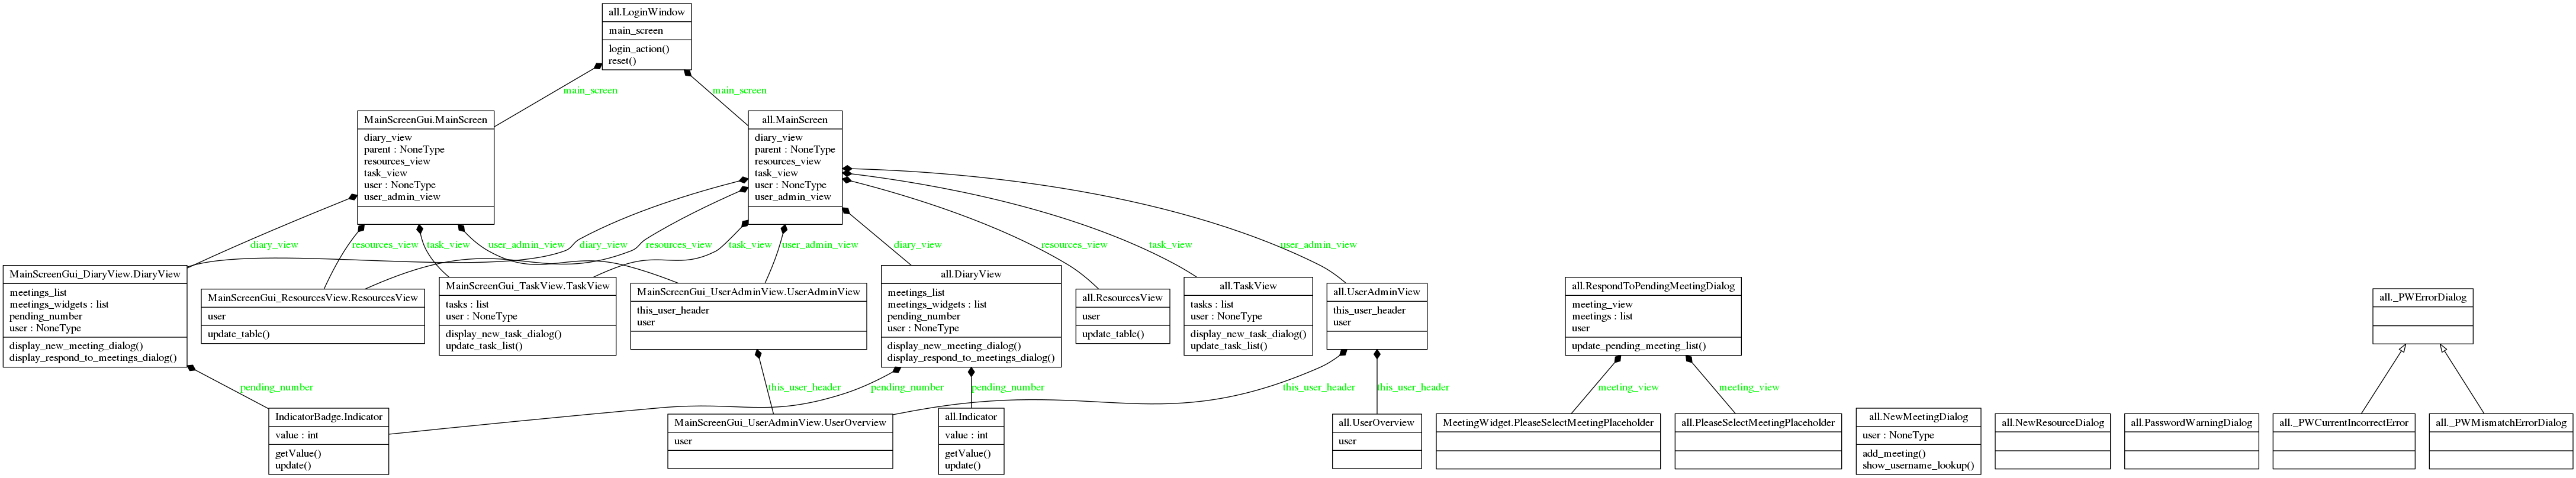 all.LoginWindow
main_screen
login_action()
reset()
main_screen
main_screen
MainScreenGui.MainScreen
diary_view
parent : NoneType
resources_view
task_view
user : NoneType
user_admin_view
all.MainScreen
diary_view
parent : NoneType
resources_view
task_view
user : NoneType
user_admin_view
diary_view
resources_view
task_view
user_admin_view
diary_view
resources_view
task_view
user_admin_view
diary_view
resources_view
task_view
user_admin_view
MainScreenGui_DiaryView.DiaryView
meetings_list
meetings_widgets : list
pending_number
user : NoneType
display_new_meeting_dialog()
display_respond_to_meetings_dialog()
MainScreenGui_ResourcesView.ResourcesView
user
update_table()
MainScreenGui_TaskView.TaskView
tasks : list
user : NoneType
display_new_task_dialog()
update_task_list()
MainScreenGui_UserAdminView.UserAdminView
this_user_header
user
all.DiaryView
meetings_list
meetings_widgets : list
pending_number
user : NoneType
display_new_meeting_dialog()
display_respond_to_meetings_dialog()
all.ResourcesView
user
update_table()
all.TaskView
tasks : list
user : NoneType
display_new_task_dialog()
update_task_list()
all.UserAdminView
this_user_header
user
all.RespondToPendingMeetingDialog
meeting_view
meetings : list
user
update_pending_meeting_list()
all._PWErrorDialog
pending_number
this_user_header
pending_number
pending_number
this_user_header
this_user_header
meeting_view
meeting_view
IndicatorBadge.Indicator
value : int
getValue()
update()
MainScreenGui_UserAdminView.UserOverview
user
all.Indicator
value : int
getValue()
update()
all.UserOverview
user
MeetingWidget.PleaseSelectMeetingPlaceholder
all.PleaseSelectMeetingPlaceholder
all.NewMeetingDialog
user : NoneType
add_meeting()
show_username_lookup()
all.NewResourceDialog
all.PasswordWarningDialog
all._PWCurrentIncorrectError
all._PWMismatchErrorDialog